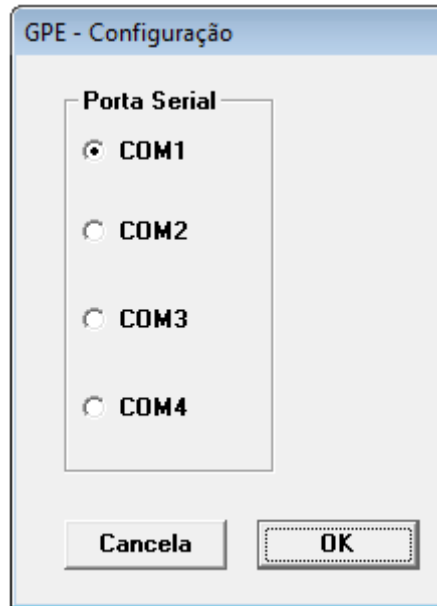 GPE - Configuração
Porta Serial
COM1
COM2
COM3
COM4
Cancela OK